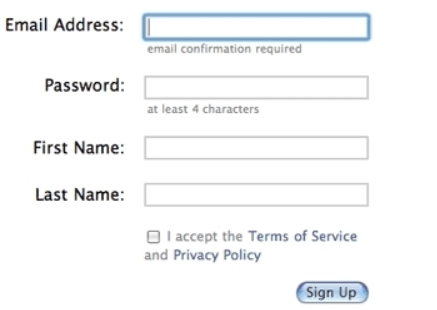 Email Address:
email confirmation required
Password:
at least 4 characters
First Name:
Last Name:
I accept the Terms of Service
and Privacy Policy
Sign Up